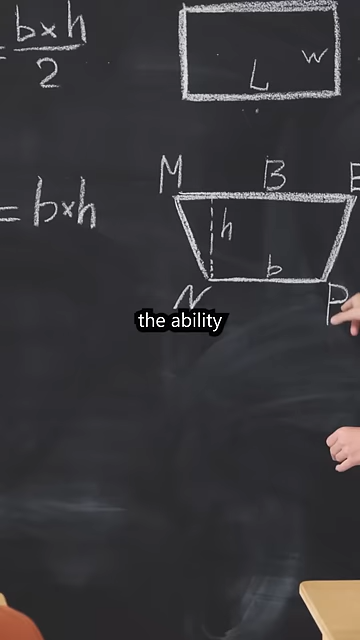 = b×h
2
W
L
M B E
= b×h
h
b
N P
the ability